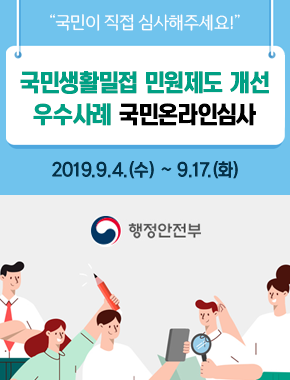 “국민이 직접 심사해주세요!”
국민생활밀접 민원제도 개선
우수사례 국민온라인심사
2019.9.4.(수) ~ 9.17.(화)
행정안전부